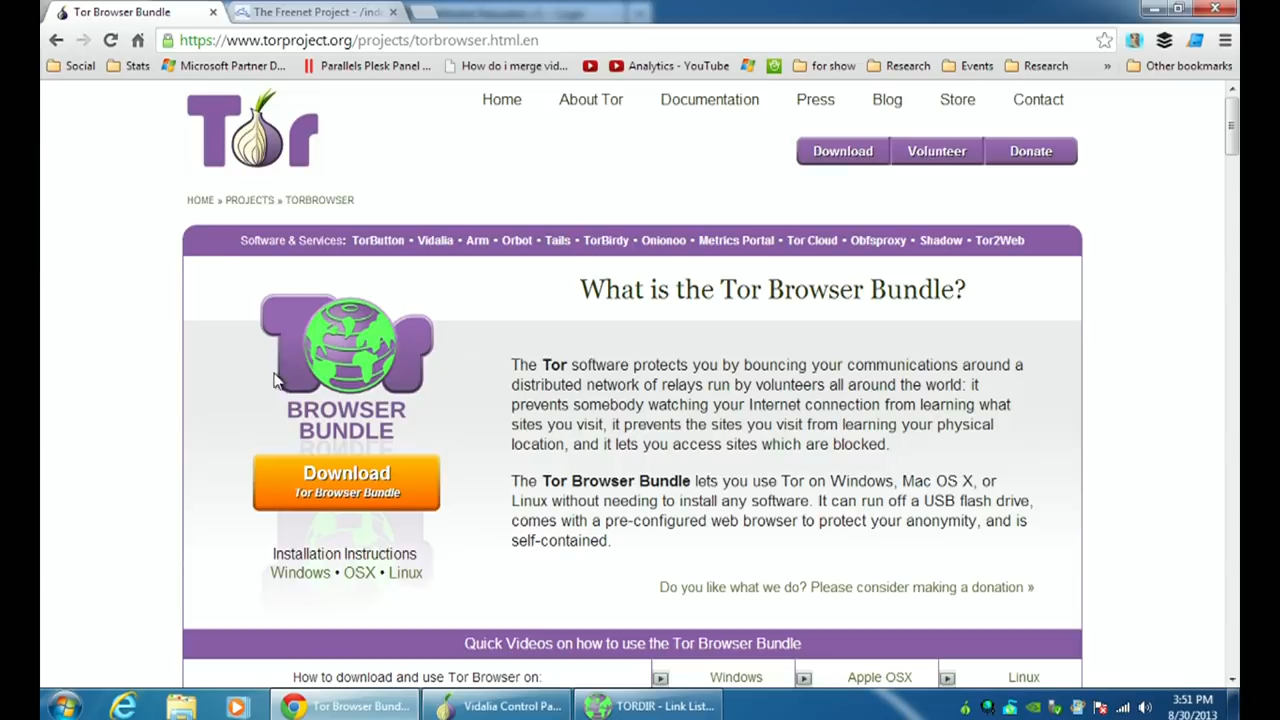 Tor Browser Bundle
The Freenet Project - /ind
https://www.torproject.org/projects/torbrowser.html.en
Social
Stats
Microsoft Partner D...
Parallels Plesk Panel ...
How do i merge vid...
Analytics - YouTube
for show
Research
Events
Research
»
Other bookmarks
Tor
Home
About Tor
Documentation
Press
Blog
Store
Contact
Download
Volunteer
Donate
HOME » PROJECTS » TORBROWSER
Software & Services: TorButton • Vidalia • Arm • Orbot • Tails • TorBirdy • Onionoo • Metrics Portal • Tor Cloud • Obfsproxy • Shadow • Tor2Web
Tor
BROWSER
BUNDLE
Download
Tor Browser Bundle
Installation Instructions
Windows • OSX • Linux
What is the Tor Browser Bundle?
The Tor software protects you by bouncing your communications around a
distributed network of relays run by volunteers all around the world: it
prevents somebody watching your Internet connection from learning what
sites you visit, it prevents the sites you visit from learning your physical
location, and it lets you access sites which are blocked.
The Tor Browser Bundle lets you use Tor on Windows, Mac OS X, or
Linux without needing to install any software. It can run off a USB flash drive,
comes with a pre-configured web browser to protect your anonymity, and is
self-contained.
Do you like what we do? Please consider making a donation »
Quick Videos on how to use the Tor Browser Bundle
How to download and use Tor Browser on:
Windows
Apple OSX
Linux
Tor Browser Bund...
Vidalia Control Pa...
TORDIR - Link List...
3:51 PM
8/30/2013